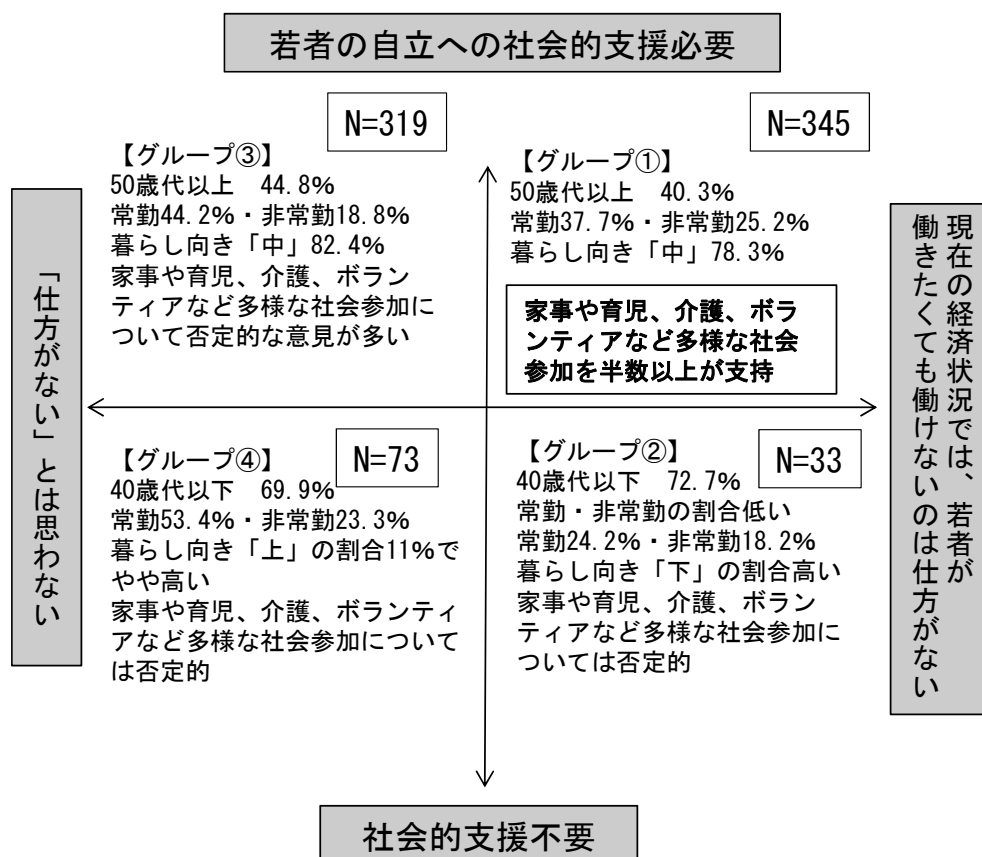 若者の自立への社会的支援必要
N=319
【グループ③】
50歳代以上 44.8%
常勤44.2%・非常勤18.8%
暮らし向き「中」82.4%
家事や育児、介護、ボラン
ティアなど多様な社会参加に
ついて否定的な意見が多い
N=345
【グループ①】
50歳代以上 40.3%
常勤37.7%・非常勤25.2%
暮らし向き「中」78.3%
家事や育児、介護、ボラ
ンティアなど多様な社会
参加を半数以上が支持
「仕方がない」とは思わない
現在の経済状況では、若者が
働きたくても働けないのは仕方がない
N=73
【グループ④】
40歳代以下 69.9%
常勤53.4%・非常勤23.3%
暮らし向き「上」の割合11%で
やや高い
家事や育児、介護、ボランティ
アなど多様な社会参加について
は否定的
N=33
【グループ②】
40歳代以下 72.7%
常勤・非常勤の割合低い
常勤24.2%・非常勤18.2%
暮らし向き「下」の割合高い
家事や育児、介護、ボラン
ティアなど多様な社会参加に
ついては否定的
社会的支援不要